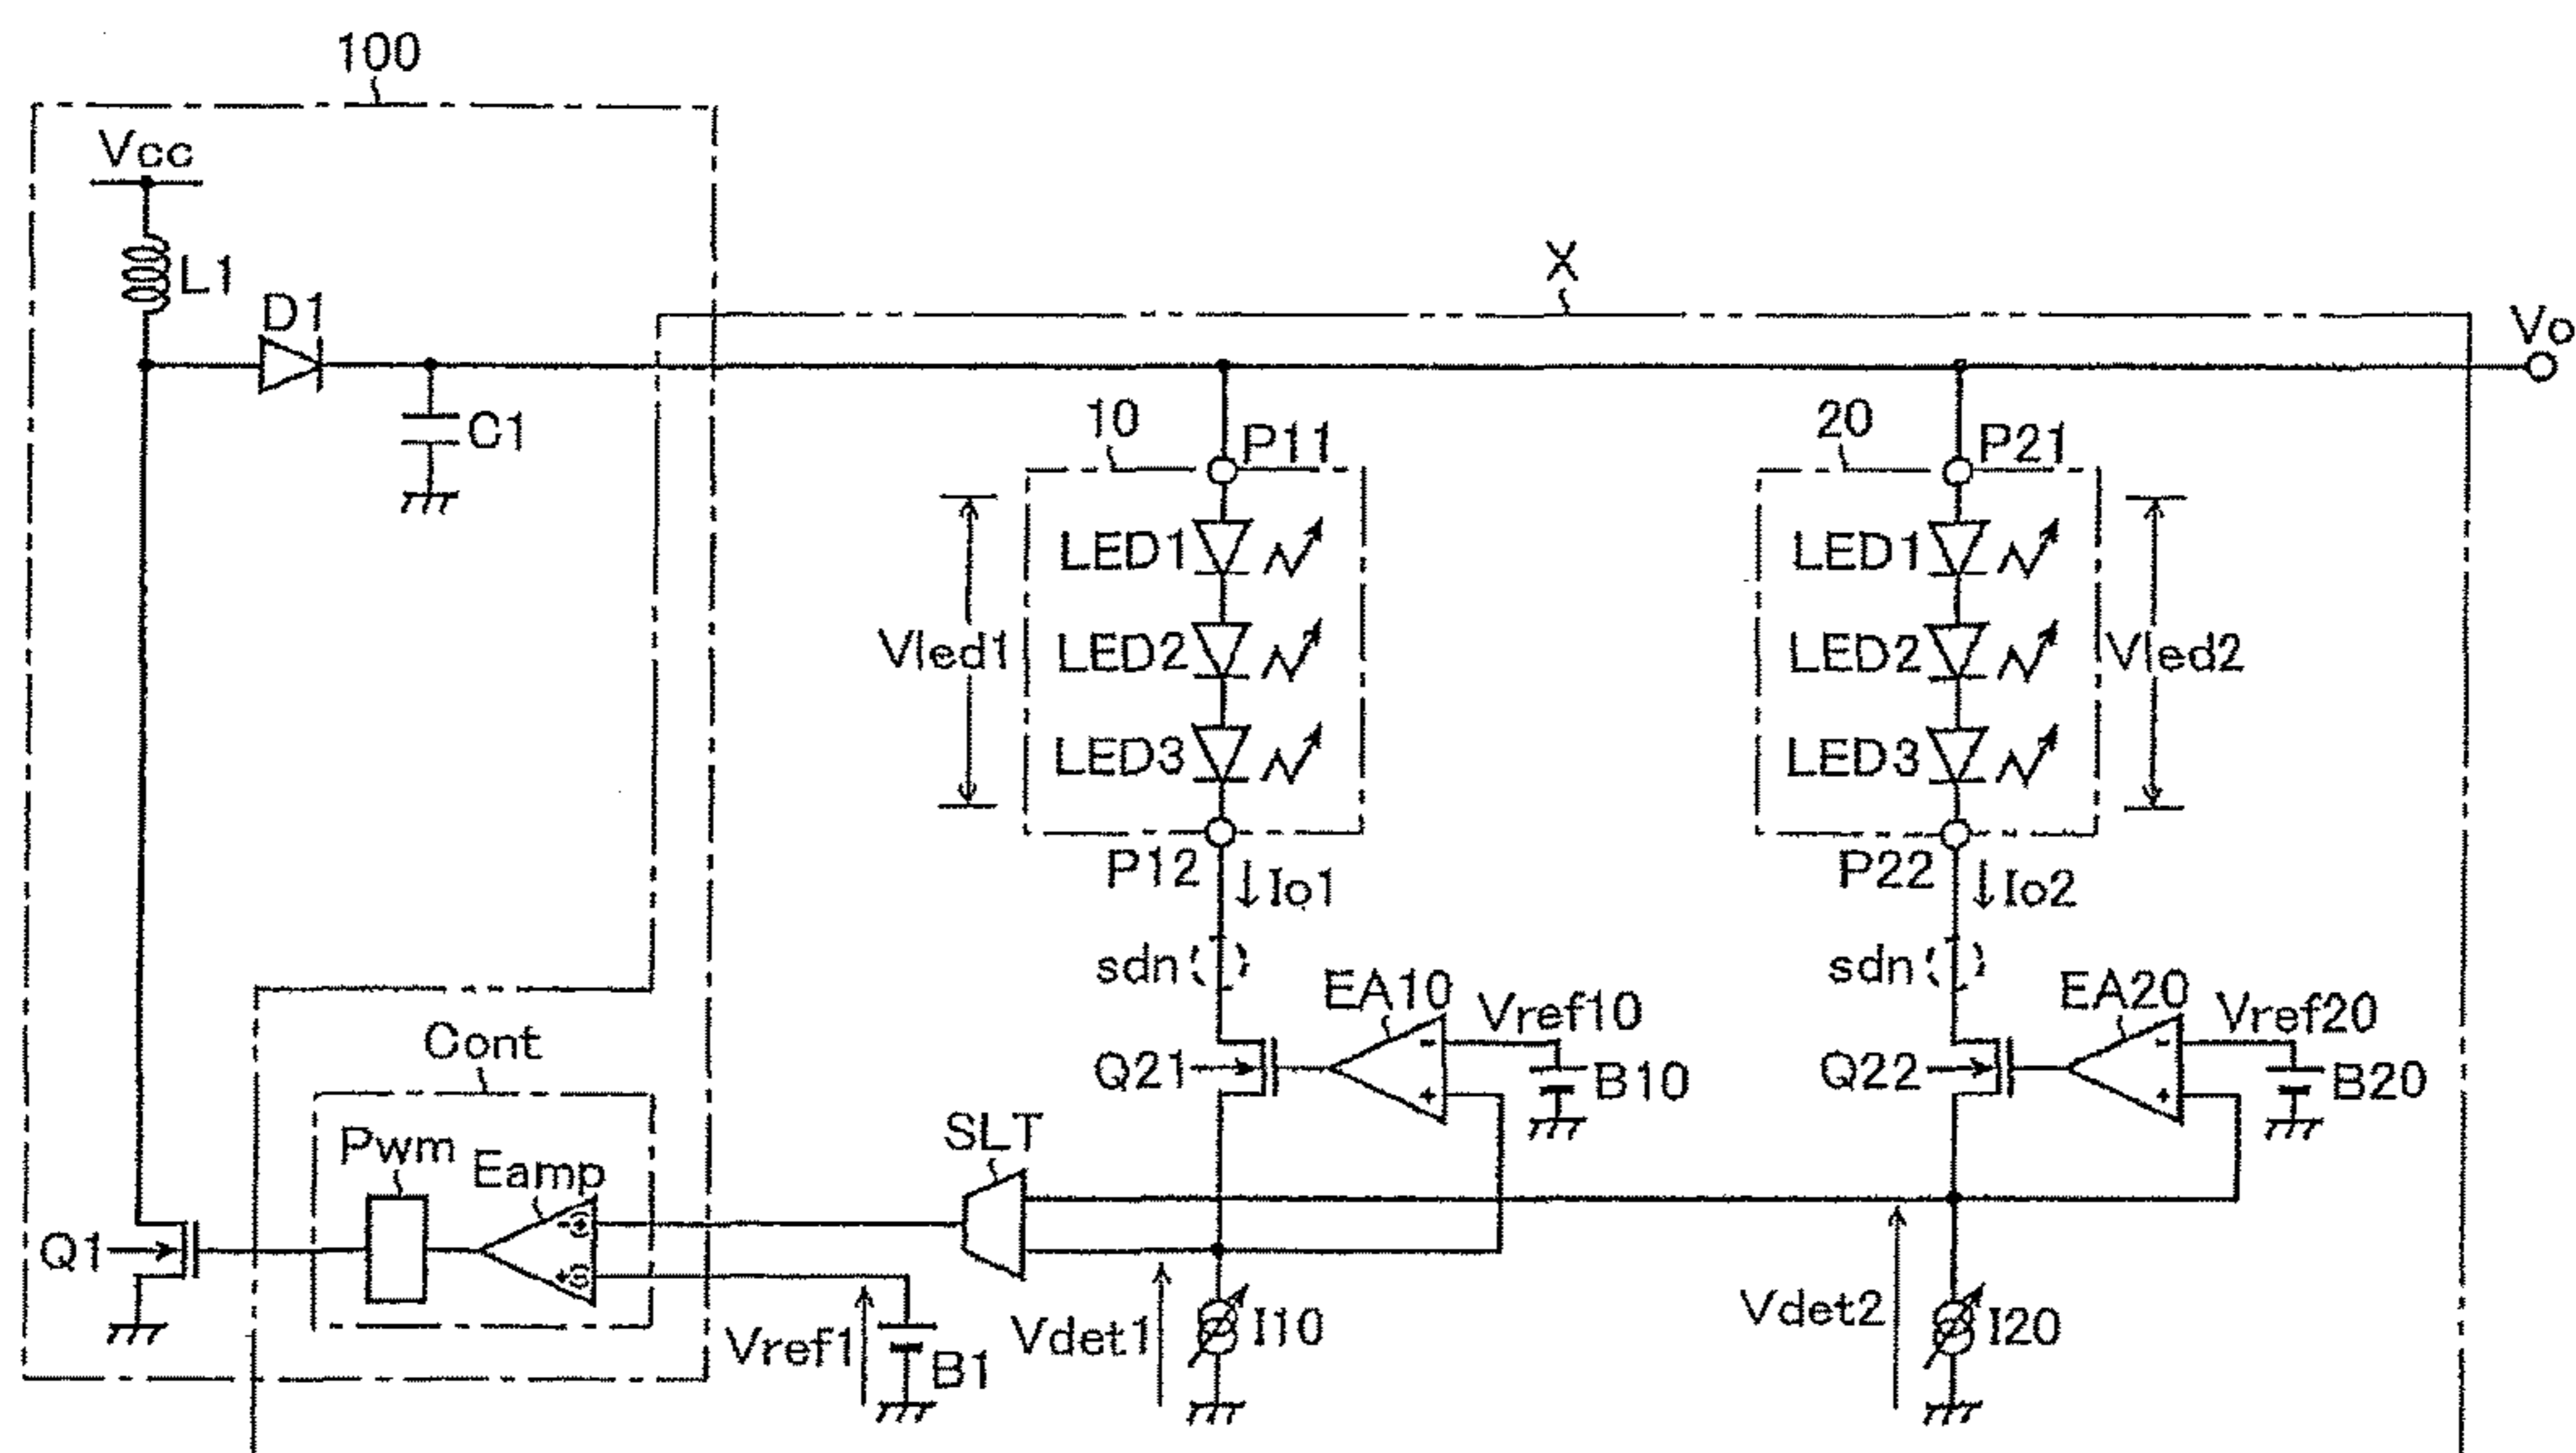 100
Vcc
L1
D1
C1
X
Vo
10
P11
20
P21
LED1
LED2
LED3
Vled1
LED1
LED2
LED3
Vled2
P12
Io1
P22
Io2
sdn
sdn
EA10
Vref10
EA20
Vref20
Cont
Q21
- +
B10
Q22
- +
B20
Pwm
Eamp
SLT
Q1
Vref1
B1
Vdet1
I10
Vdet2
I20